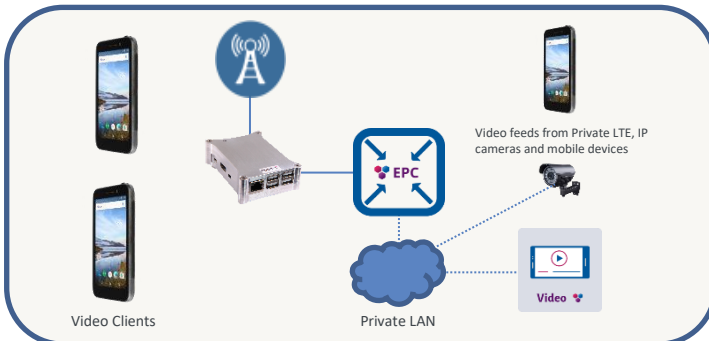 Video feeds from Private LTE, IP
cameras and mobile devices
EPC
Video
Video Clients
Private LAN